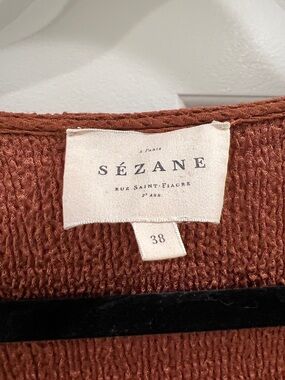 À PARIS
SÉZANE
RUE SAINT-FIACRE
2ᵉ ARR.
38